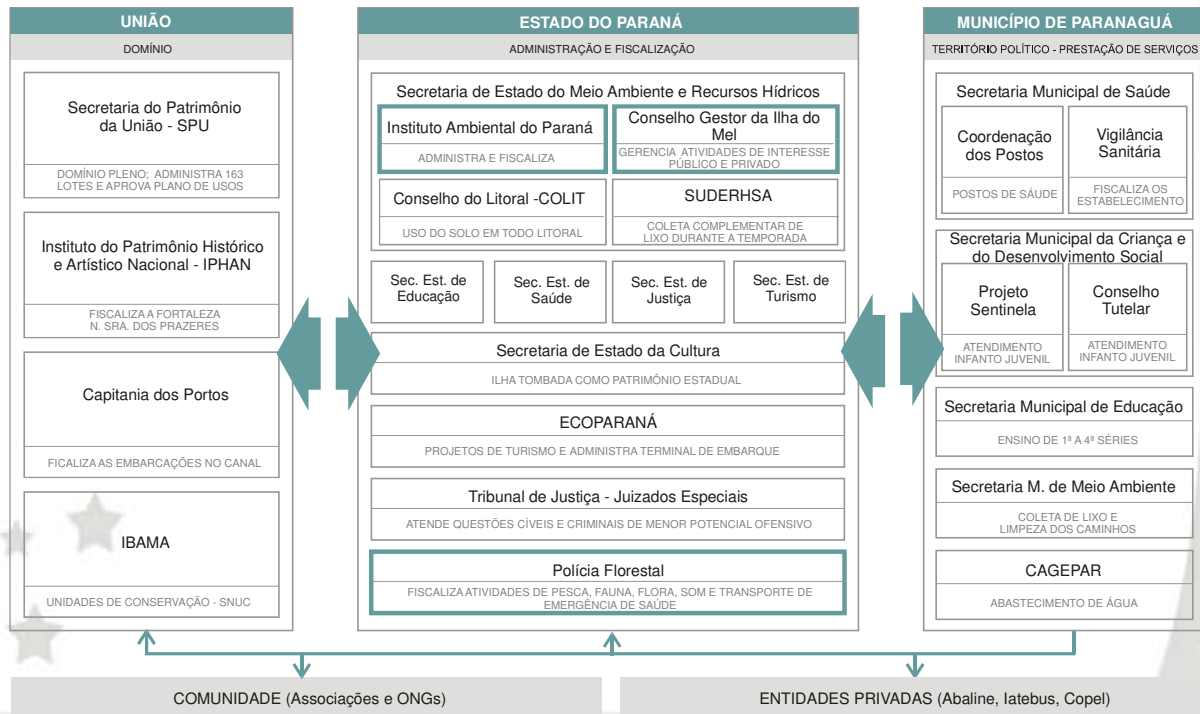 UNIÃO
DOMÍNIO
Secretaria do Patrimônio
da União - SPU
DOMÍNIO PLENO; ADMINISTRA 163
LOTES E APROVA PLANO DE USOS
Instituto do Patrimônio Histórico
e Artístico Nacional - IPHAN
FISCALIZA A FORTALEZA
N. SRA. DOS PRAZERES
Capitania dos Portos
FICALIZA AS EMBARCAÇÕES NO CANAL
IBAMA
UNIDADES DE CONSERVAÇÃO - SNUC
ESTADO DO PARANÁ
ADMINISTRAÇÃO E FISCALIZAÇÃO
Secretaria de Estado do Meio Ambiente e Recursos Hídricos
Instituto Ambiental do Paraná
ADMINISTRA E FISCALIZA
Conselho Gestor da Ilha do
Mel
GERENCIA ATIVIDADES DE INTERESSE
PÚBLICO E PRIVADO
Conselho do Litoral -COLIT
USO DO SOLO EM TODO LITORAL
SUDERHSA
COLETA COMPLEMENTAR DE
LIXO DURANTE A TEMPORADA
Sec. Est. de
Educação
Sec. Est. de
Saúde
Sec. Est. de
Justiça
Sec. Est. de
Turismo
Secretaria de Estado da Cultura
ILHA TOMBADA COMO PATRIMÔNIO ESTADUAL
ECOPARANÁ
PROJETOS DE TURISMO E ADMINISTRA TERMINAL DE EMBARQUE
Tribunal de Justiça - Juizados Especiais
ATENDE QUESTÕES CÍVEIS E CRIMINAIS DE MENOR POTENCIAL OFENSIVO
Polícia Florestal
FISCALIZA ATIVIDADES DE PESCA, FAUNA, FLORA, SOM E TRANSPORTE DE
EMERGÊNCIA DE SAÚDE
MUNICÍPIO DE PARANAGUÁ
TERRITÓRIO POLÍTICO - PRESTAÇÃO DE SERVIÇOS
Secretaria Municipal de Saúde
Coordenação
dos Postos
POSTOS DE SÁUDE
Vigilância
Sanitária
FISCALIZA OS
ESTABELECIMENTO
Secretaria Municipal da Criança e
do Desenvolvimento Social
Projeto
Sentinela
ATENDIMENTO
INFANTO JUVENIL
Conselho
Tutelar
ATENDIMENTO
INFANTO JUVENIL
Secretaria Municipal de Educação
ENSINO DE 1ª A 4ª SÉRIES
Secretaria M. de Meio Ambiente
COLETA DE LIXO E
LIMPEZA DOS CAMINHOS
CAGEPAR
ABASTECIMENTO DE ÁGUA
COMUNIDADE (Associações e ONGs)
ENTIDADES PRIVADAS (Abaline, Iatebus, Copel)